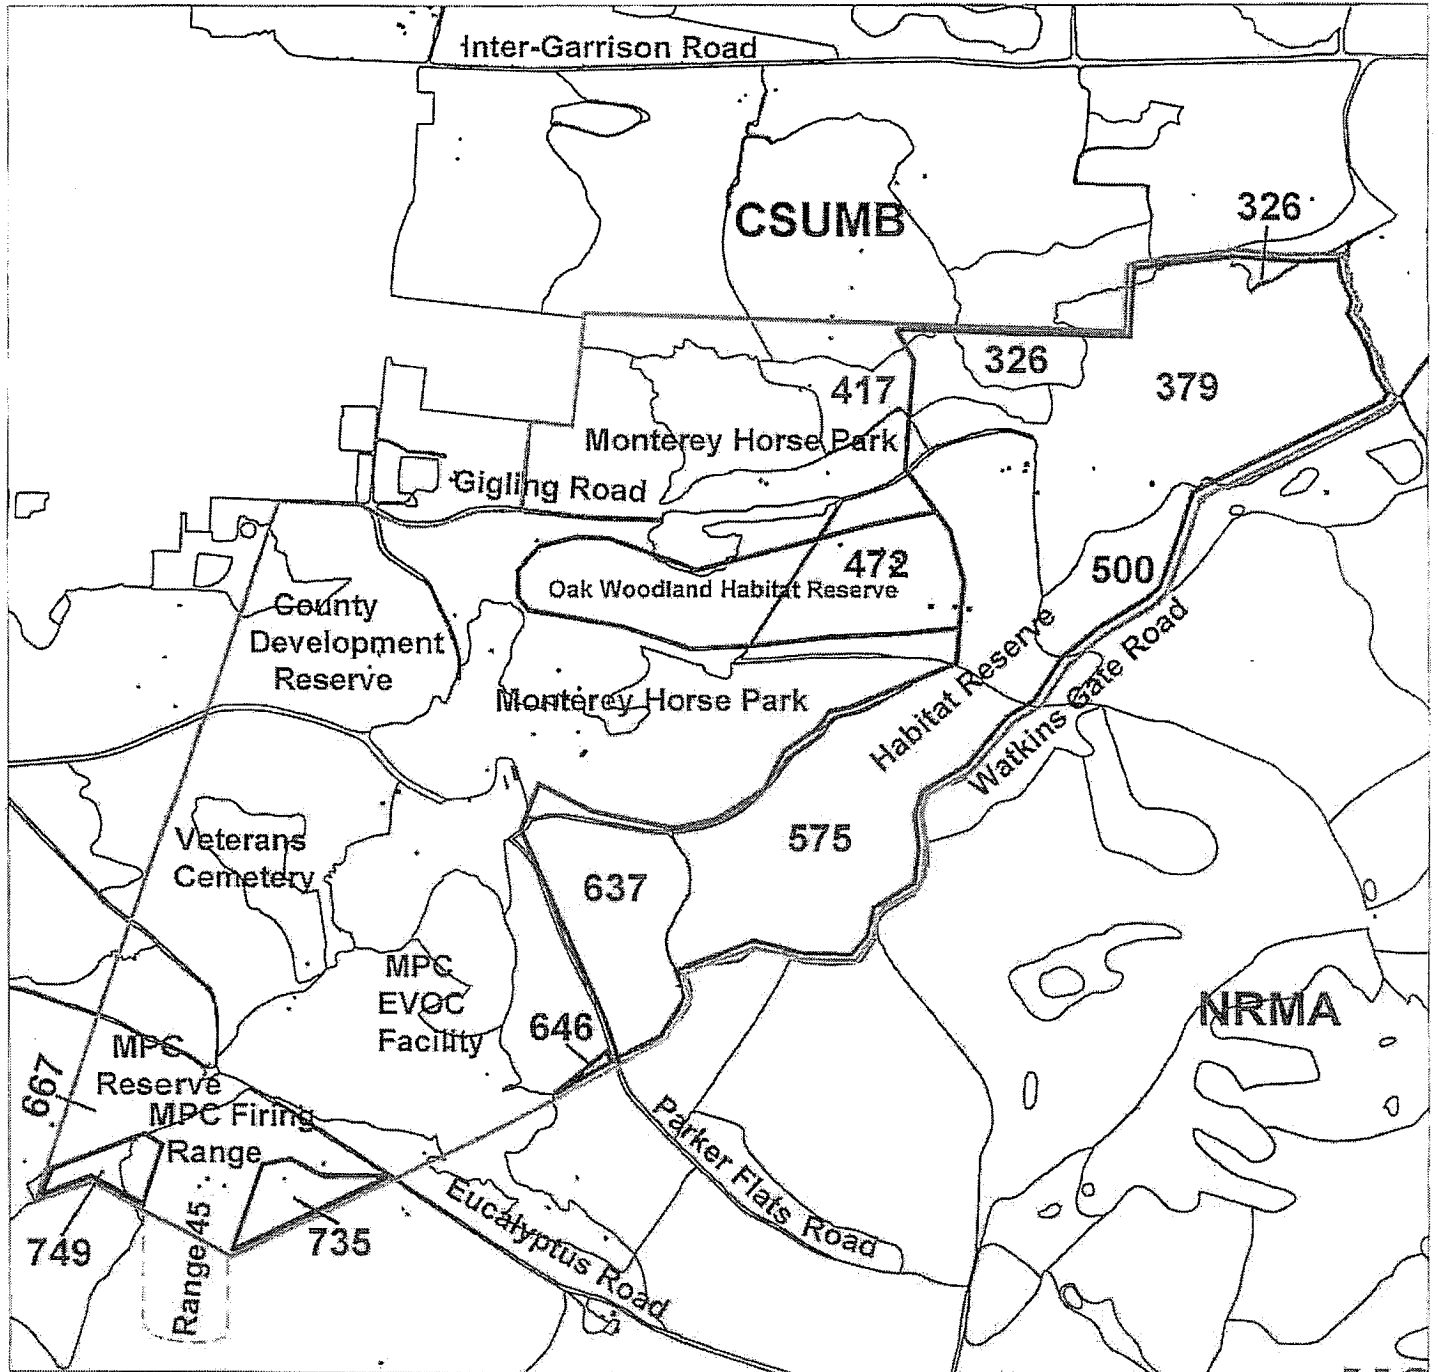 Inter-Garrison Road
CSUMB
326
326
379
417
Monterey Horse Park
Gigling Road
472
500
Oak Woodland Habitat Reserve
County
Development
Reserve
Habitat Reserve
Watkins Gate Road
Monterey Horse Park
Veterans
Cemetery
575
637
MPC
EVOC
Facility
NRMA
646
MPC
Reserve
667
MPC Firing
Range
Parker Flats Road
Eucalyptus Road
749
Range 45
735